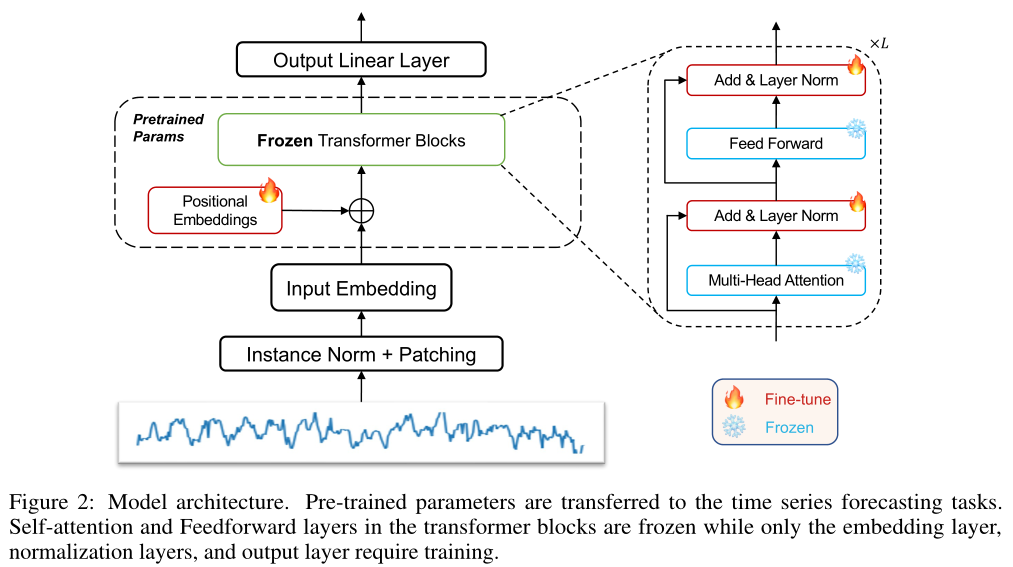 Output Linear Layer
Pretrained
Params
Frozen Transformer Blocks
Positional
Embeddings
Input Embedding
Instance Norm + Patching
×L
Add & Layer Norm
Feed Forward
Add & Layer Norm
Multi-Head Attention
Fine-tune
Frozen
Figure 2: Model architecture. Pre-trained parameters are transferred to the time series forecasting tasks.
Self-attention and Feedforward layers in the transformer blocks are frozen while only the embedding layer,
normalization layers, and output layer require training.